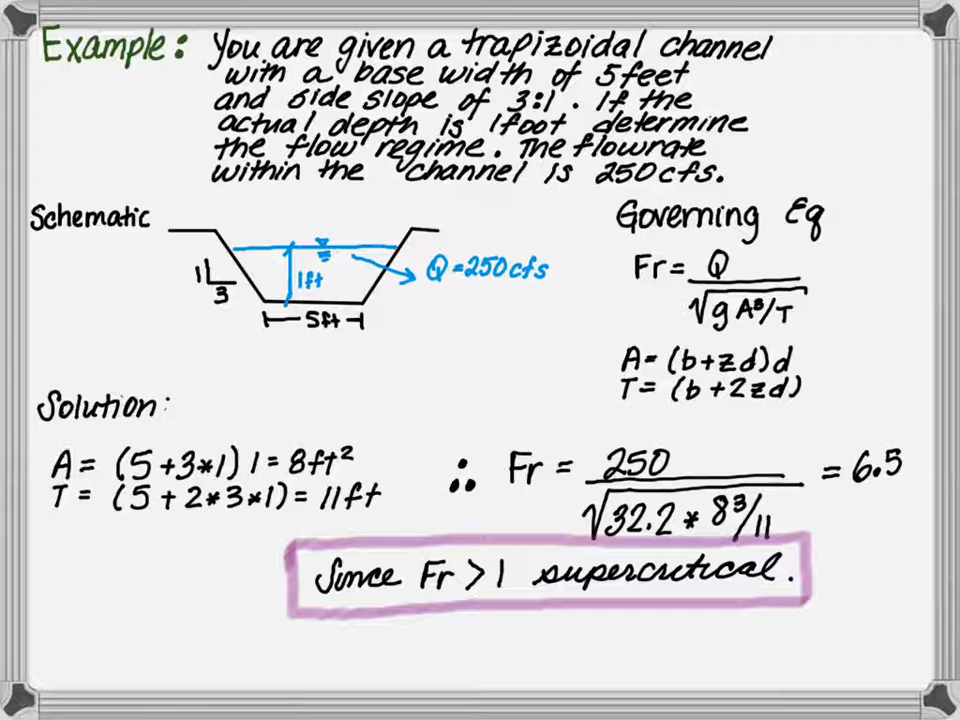 Example: You are given a trapizoidal channel
with a base width of 5feet
and side slope of 3:1. If the
actual depth is 1foot determine
the flow regime. The flowrate
within the channel is 250cfs.
Schematic
1
3
1ft
Q=250cfs
5ft
Governing Eq
Fr = Q / √g A³/T
A = (b+zd)d
T = (b+2zd)
Solution:
A = (5+3*1) 1 = 8ft²
T = (5+2*3*1) = 11ft
∴ Fr = 250 / √32.2 * 8³/11 = 6.5
Since Fr > 1 supercritical.